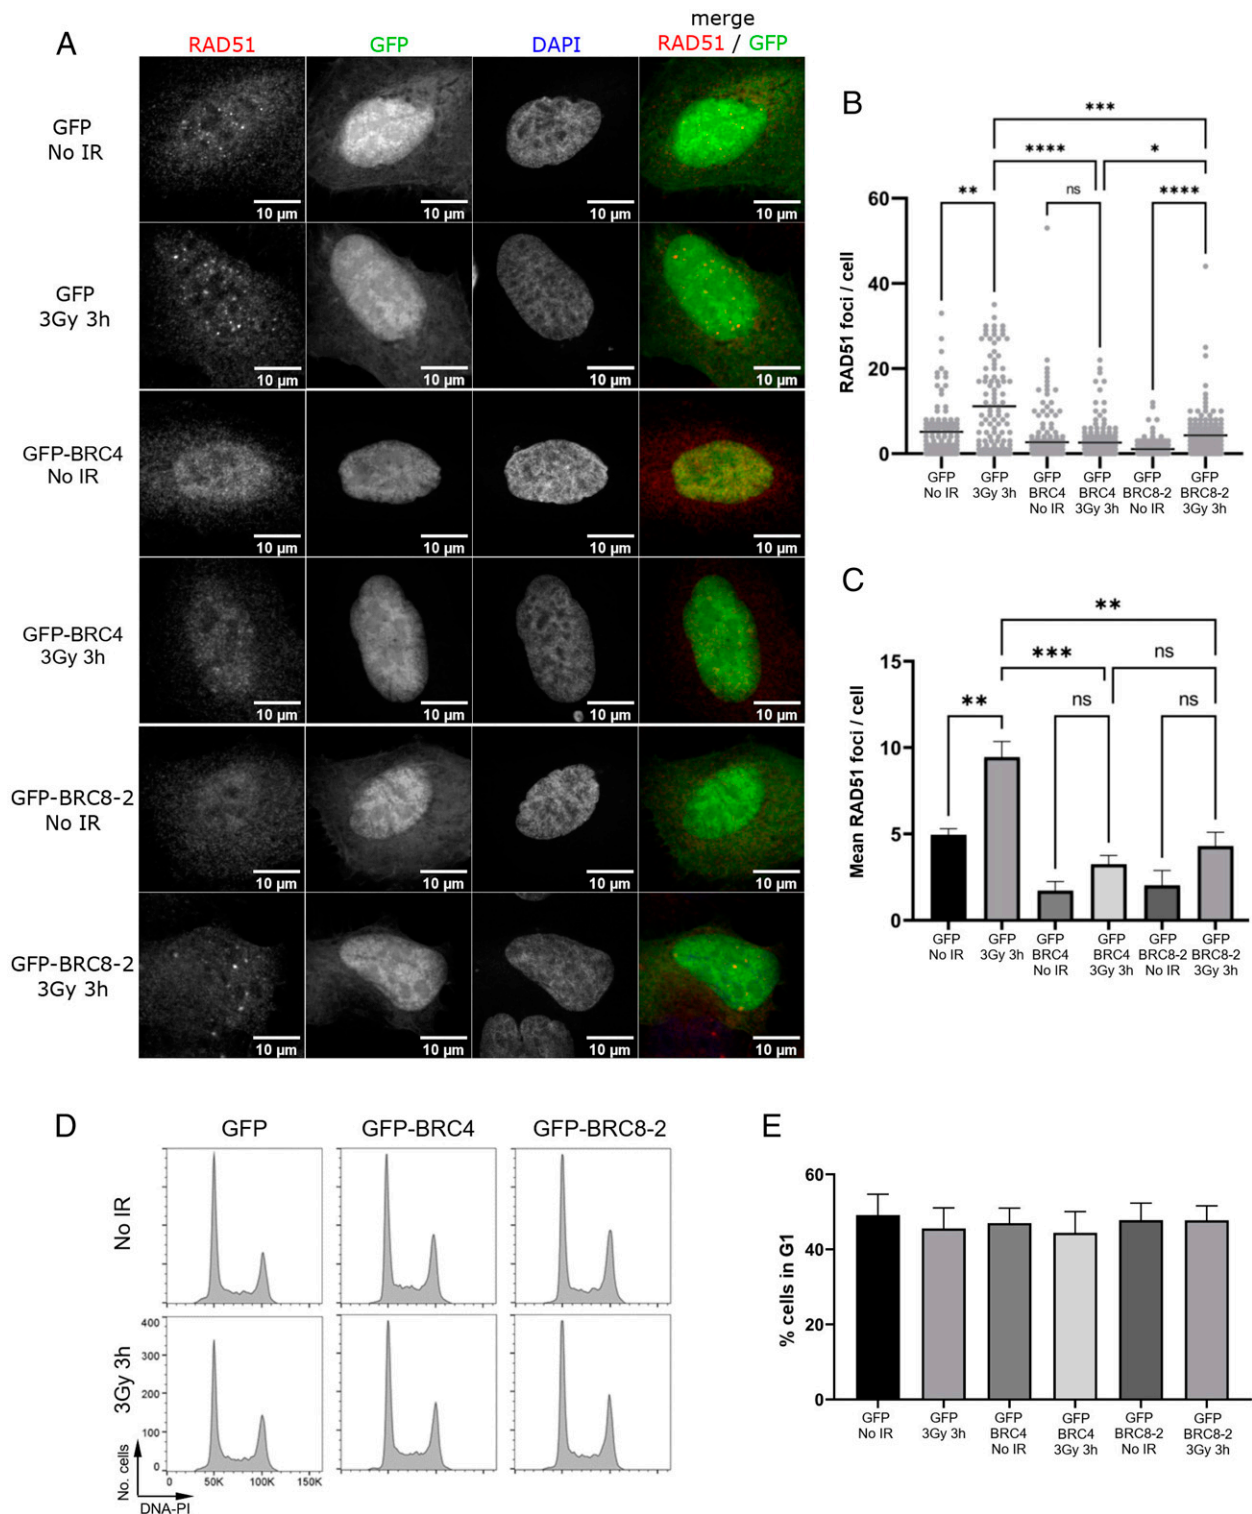 A
RAD51
GFP
DAPI
merge
RAD51 / GFP
GFP
No IR
10 µm
10 µm
10 µm
10 µm
GFP
3Gy 3h
10 µm
10 µm
10 µm
10 µm
GFP-BRC4
No IR
10 µm
10 µm
10 µm
10 µm
GFP-BRC4
3Gy 3h
10 µm
10 µm
10 µm
10 µm
GFP-BRC8-2
No IR
10 µm
10 µm
10 µm
10 µm
GFP-BRC8-2
3Gy 3h
10 µm
10 µm
10 µm
10 µm
B
***
****
*
**
ns
****
RAD51 foci / cell
60
40
20
0
GFP
No IR
GFP
3Gy 3h
GFP
BRC4
No IR
GFP
BRC4
3Gy 3h
GFP
BRC8-2
No IR
GFP
BRC8-2
3Gy 3h
C
**
***
ns
**
ns
ns
Mean RAD51 foci / cell
15
10
5
0
GFP
No IR
GFP
3Gy 3h
GFP
BRC4
No IR
GFP
BRC4
3Gy 3h
GFP
BRC8-2
No IR
GFP
BRC8-2
3Gy 3h
D
GFP
GFP-BRC4
GFP-BRC8-2
No IR
3Gy 3h
400
300
200
100
0
0
50K
100K
150K
No. cells
DNA-PI
E
% cells in G1
60
40
20
0
GFP
No IR
GFP
3Gy 3h
GFP
BRC4
No IR
GFP
BRC4
3Gy 3h
GFP
BRC8-2
No IR
GFP
BRC8-2
3Gy 3h